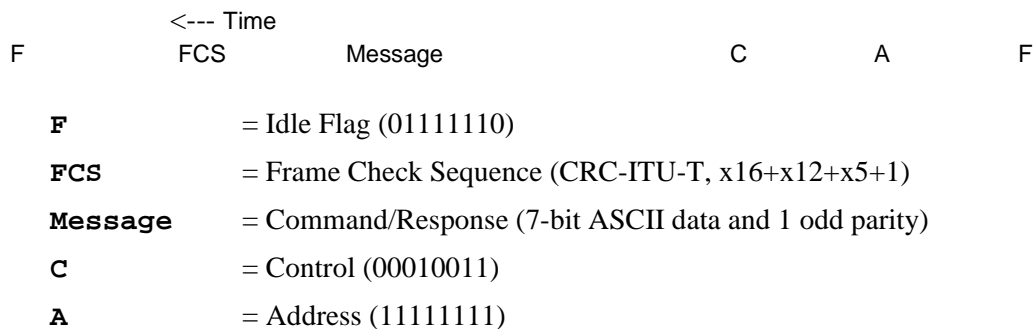 <--- Time
F FCS Message C A F
F = Idle Flag (01111110)
FCS = Frame Check Sequence (CRC-ITU-T, x16+x12+x5+1)
Message = Command/Response (7-bit ASCII data and 1 odd parity)
C = Control (00010011)
A = Address (11111111)